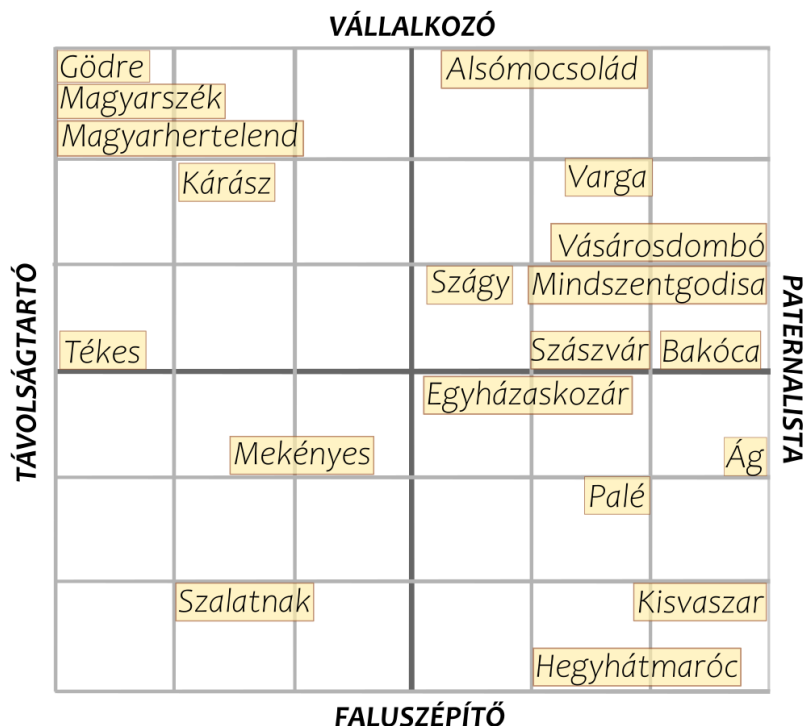 VÁLLALKOZÓ
Gödre
Alsómocsolád
Magyarszék
Magyarhertelend
Kárász
Varga
Vásárosdombó
Szágy
Mindszentgodisa
Tékes
Szászvár
Bakóca
TÁVOLSÁGTARTÓ
PATERNALISTA
Egyházaskozár
Mekényes
Ág
Palé
Szalatnak
Kisvaszar
Hegyhátmaróc
FALUSZÉPÍTŐ